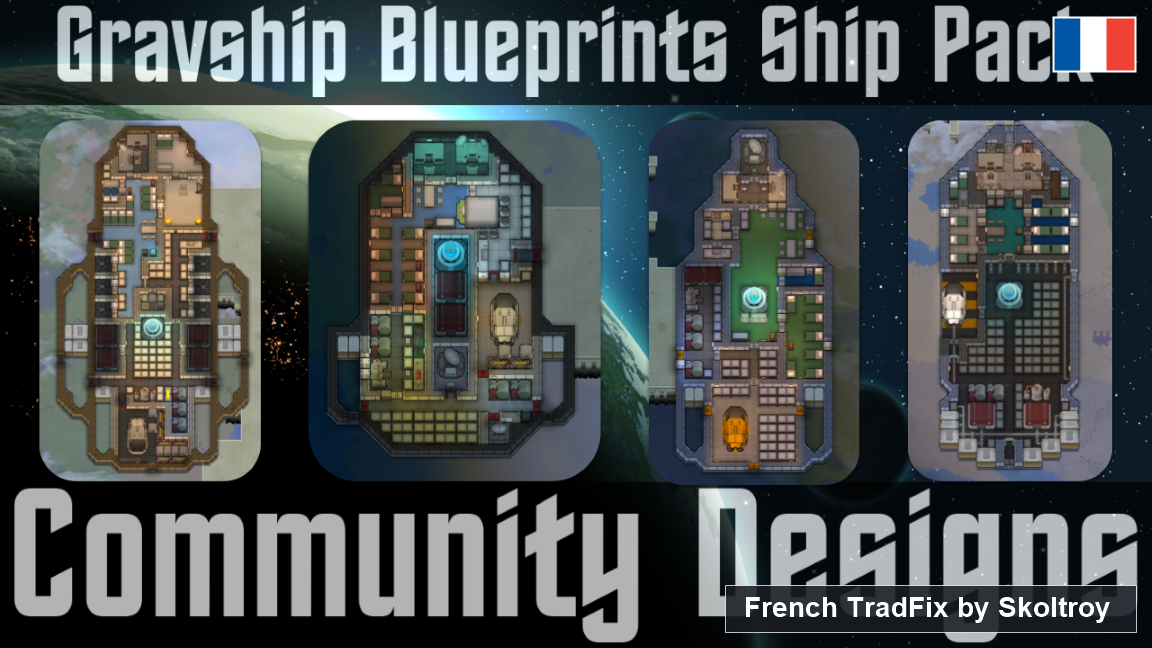 Gravship Blueprints Ship Pack
Community Designs
French TradFix by Skoltroy